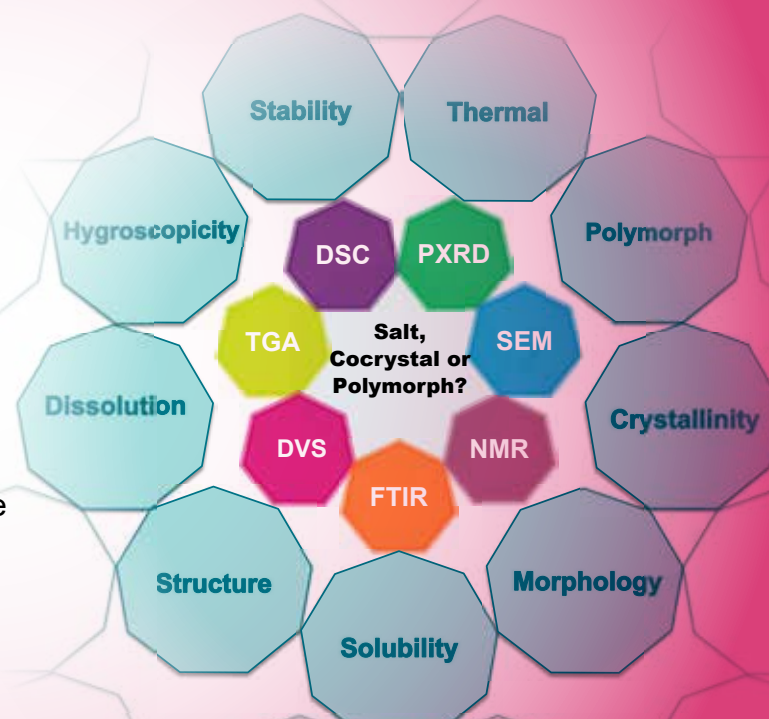 Stability
Thermal
Hygroscopicity
Polymorph
DSC
PXRD
TGA
SEM
Salt,
Cocrystal or
Polymorph?
Dissolution
Crystallinity
DVS
NMR
FTIR
e
Structure
Morphology
Solubility